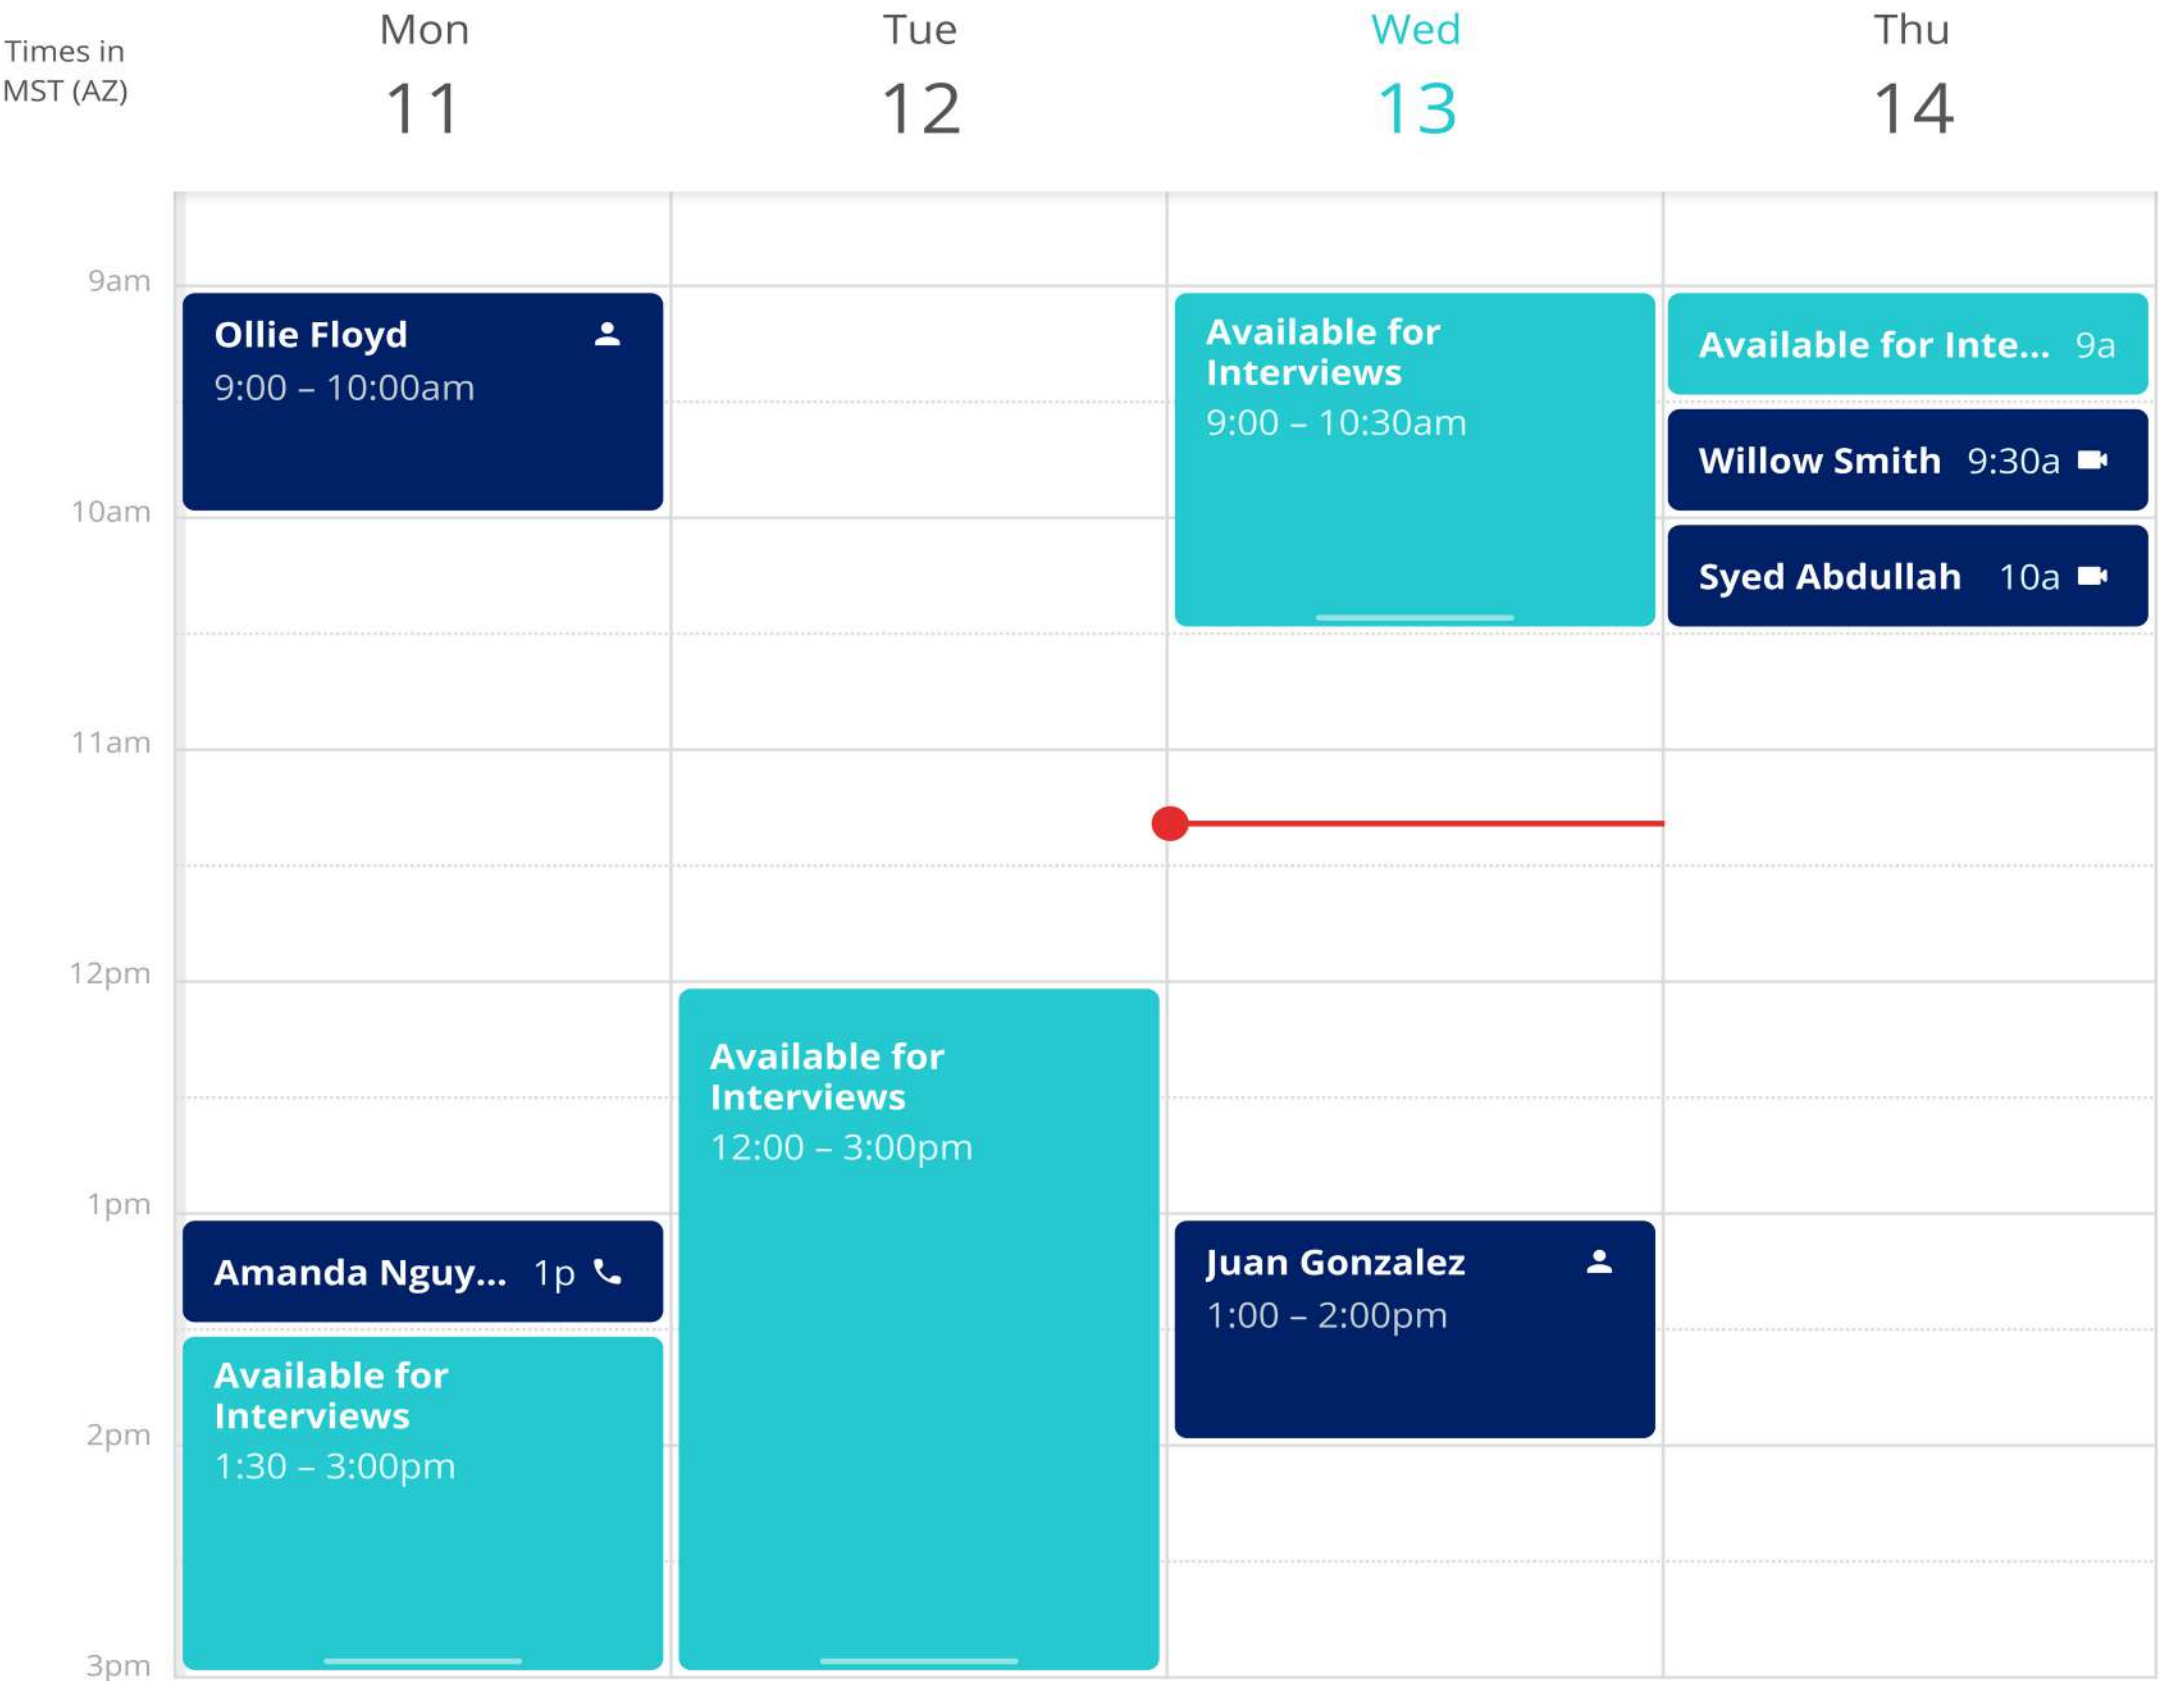 Times in
MST (AZ)
Mon
11
Tue
12
Wed
13
Thu
14
9am
10am
11am
12pm
1pm
2pm
3pm
Ollie Floyd
9:00 – 10:00am
Amanda Nguy... 1p
Available for
Interviews
1:30 – 3:00pm
Available for
Interviews
12:00 – 3:00pm
Available for
Interviews
9:00 – 10:30am
Juan Gonzalez
1:00 – 2:00pm
Available for Inte... 9a
Willow Smith 9:30a
Syed Abdullah 10a